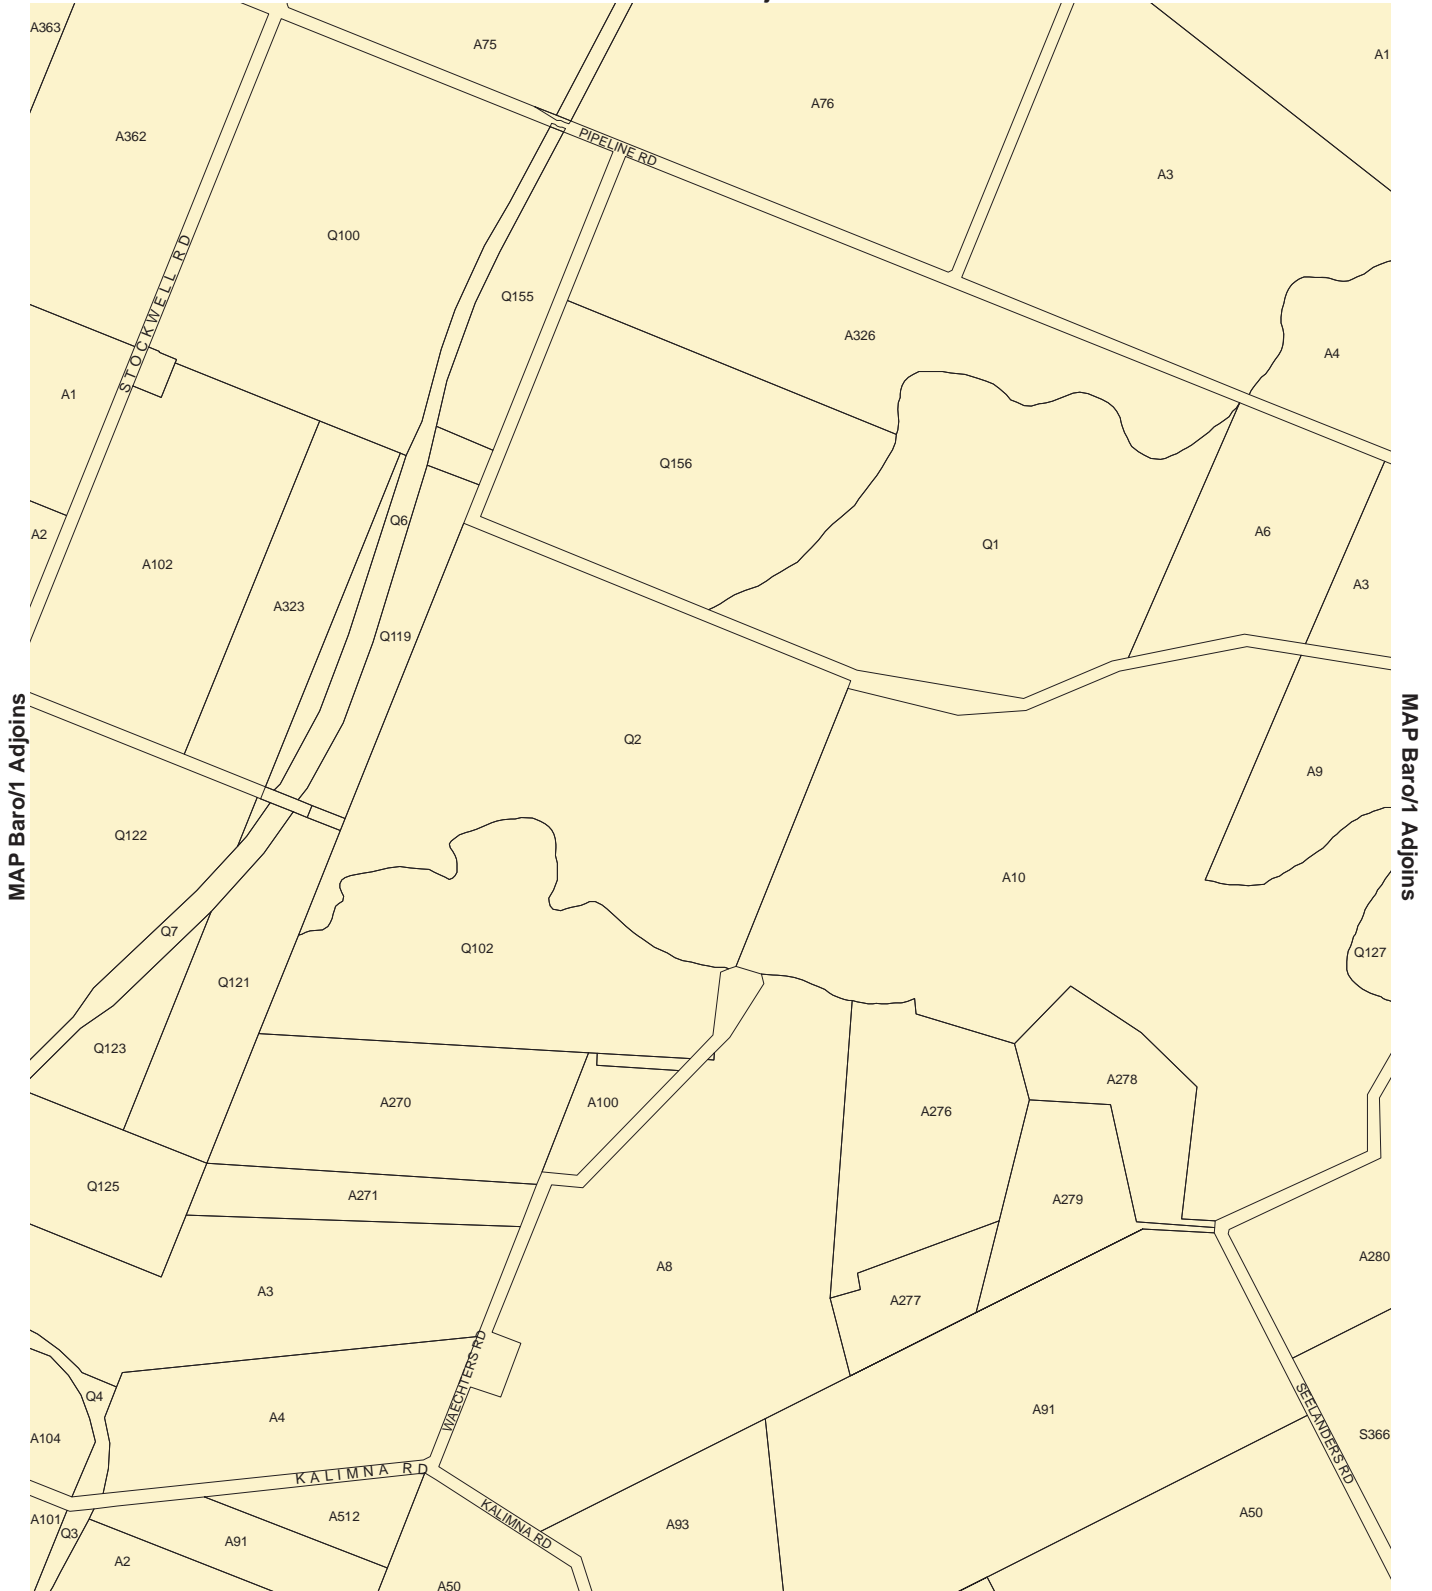 A363
A75
A1
A76
A362
PIPELINE RD
A3
Q100
STOCKWELL RD
Q155
A326
A4
A1
Q156
Q6
A6
A2
Q1
A102
A3
A323
Q119
MAP Baro/1 Adjoins
MAP Baro/1 Adjoins
Q2
A9
Q122
A10
Q7
Q102
Q127
Q121
Q123
A278
A270
A100
A276
Q125
A271
A279
A8
A280
A3
A277
WAECHTERS RD
Q4
A4
A91
SEELANDERS RD
A104
S366
KALIMNA RD
KALIMNA RD
A101
A512
A50
Q3
A93
A91
A2
A50